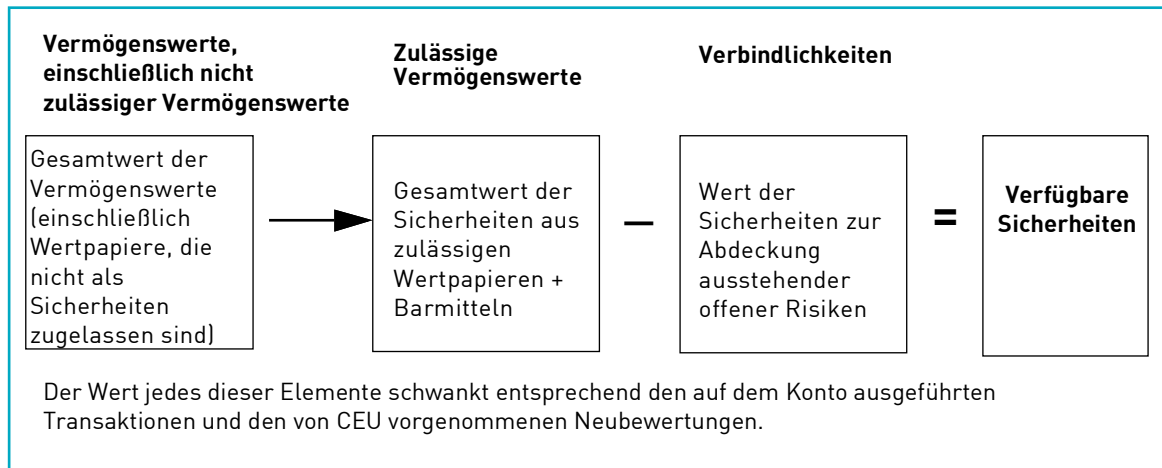 Vermögenswerte,
einschließlich nicht
zulässiger Vermögenswerte
Zulässige
Vermögenswerte
Verbindlichkeiten
Gesamtwert der
Vermögenswerte
(einschließlich
Wertpapiere, die
nicht als
Sicherheiten
zugelassen sind)
Gesamtwert der
Sicherheiten aus
zulässigen
Wertpapieren +
Barmitteln
–
Wert der
Sicherheiten zur
Abdeckung
ausstehender
offener Risiken
=
Verfügbare
Sicherheiten
Der Wert jedes dieser Elemente schwankt entsprechend den auf dem Konto ausgeführten
Transaktionen und den von CEU vorgenommenen Neubewertungen.